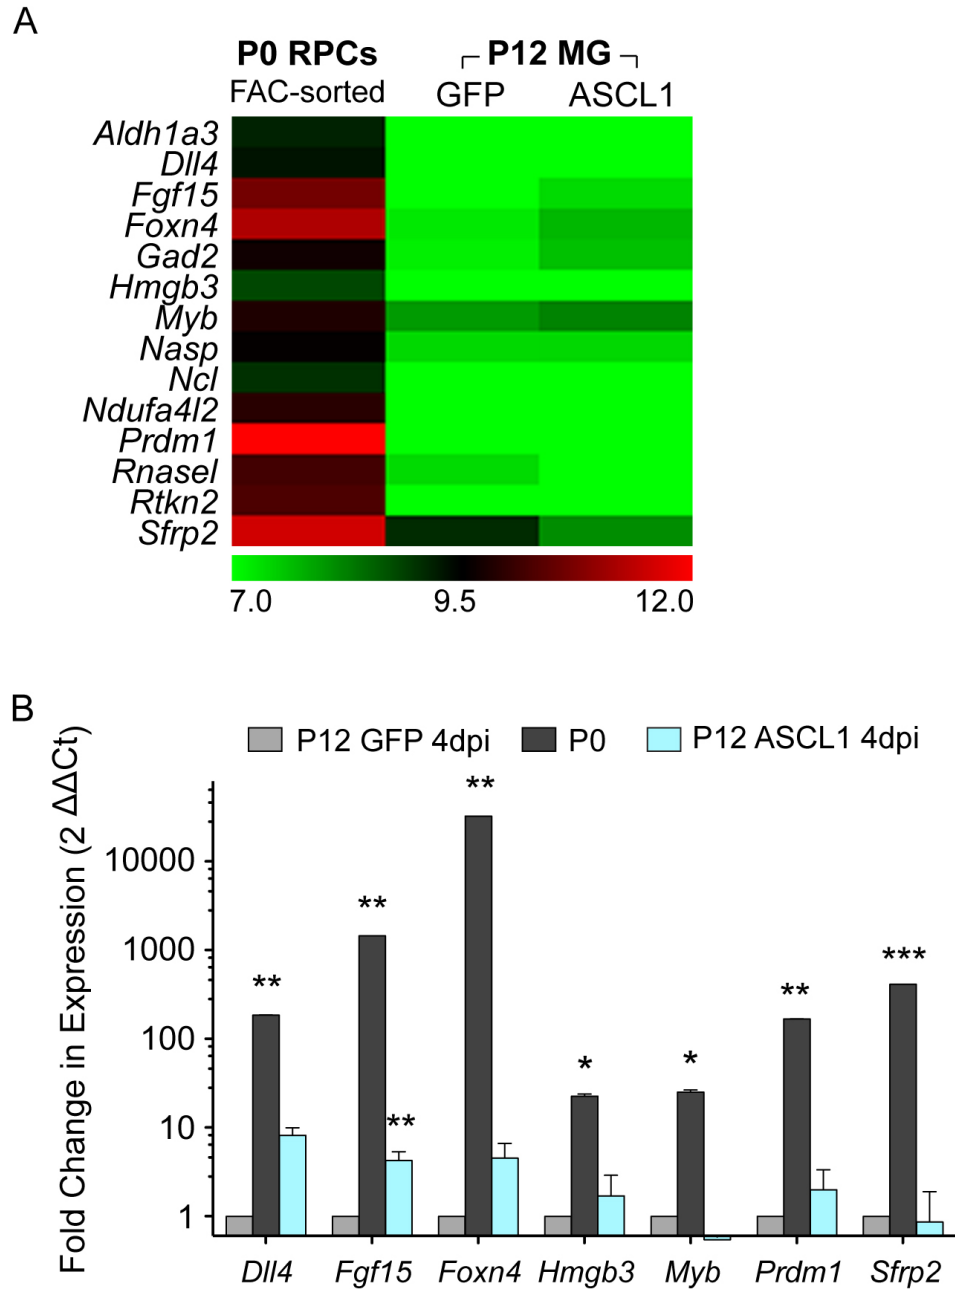 A
P0 RPCs P12 MG
FAC-sorted GFP ASCL1
Aldh1a3
Dll4
Fgf15
Foxn4
Gad2
Hmgb3
Myb
Nasp
Ncl
Ndufa4l2
Prdm1
Rnasel
Rtkn2
Sfrp2
7.0 9.5 12.0
B
P12 GFP 4dpi P0 P12 ASCL1 4dpi
Fold Change in Expression (2 ΔΔCt)
10000
1000
100
10
1
** ** ** ** * * ** ***
Dll4 Fgf15 Foxn4 Hmgb3 Myb Prdm1 Sfrp2